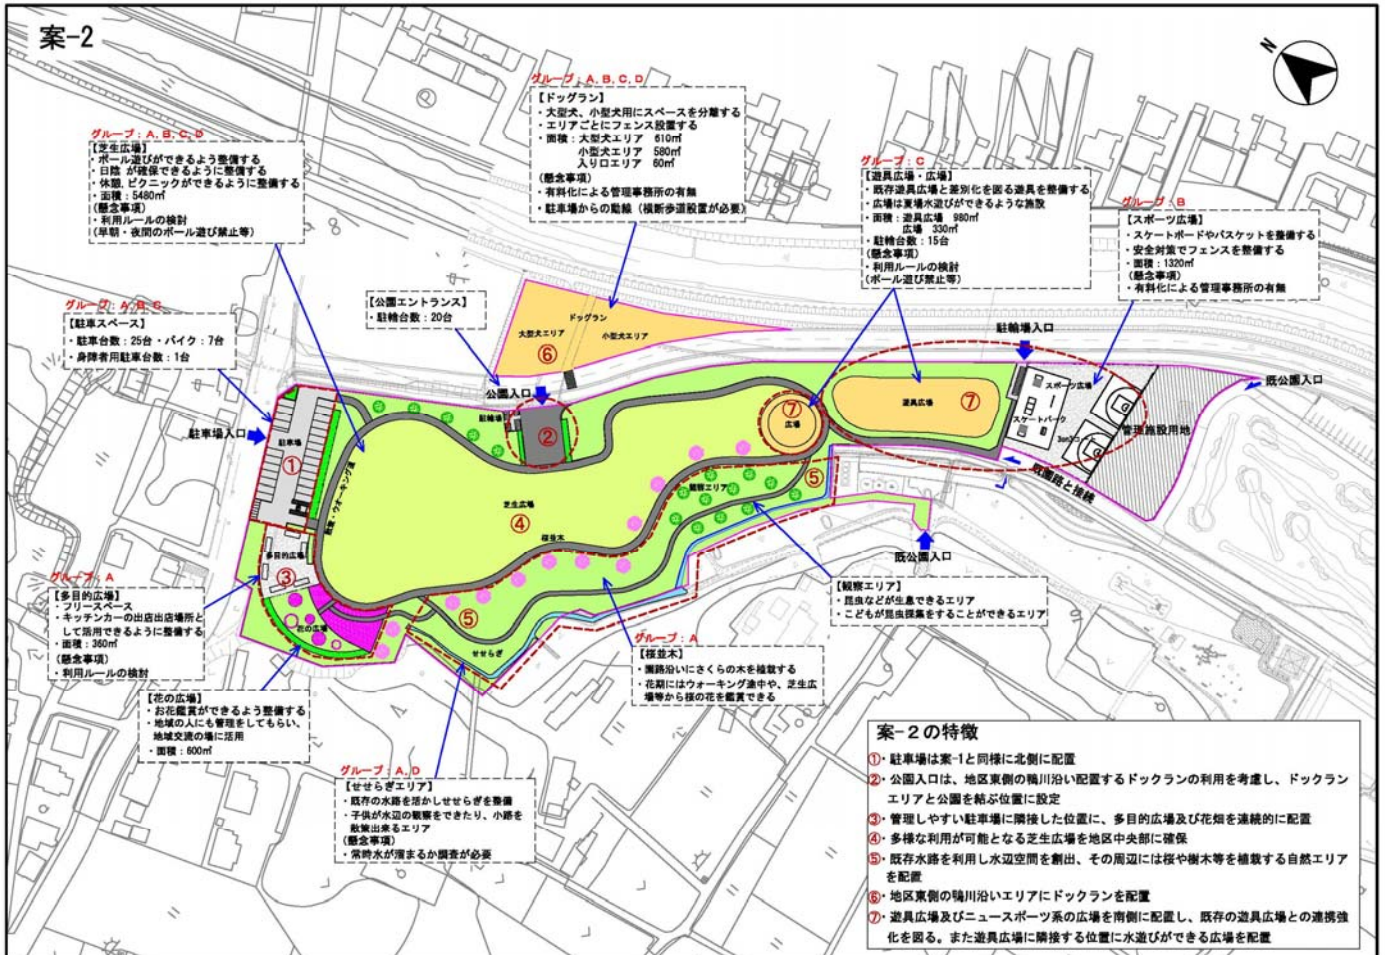 案-2
N
グループ：A, B, C, D
【ドッグラン】
・大型犬、小型犬用にスペースを分離する
・エリアごとにフェンス設置する
・面積：大型犬エリア 610㎡
小型犬エリア 580㎡
入り口エリア 60㎡
(懸念事項)
・有料化による管理事務所の有無
・駐車場からの動線（横断歩道設置が必要）
グループ：A, B, C, D
【芝生広場】
・ボール遊びができるよう整備する
・日陰 が確保できるように整備する
・休憩、ピクニックができるように整備する
・面積：5480㎡
(懸念事項)
・利用ルールの検討
(早朝・夜間のボール遊び禁止等)
グループ：C
【遊具広場・広場】
・既存遊具広場と差別化を図る遊具を整備する
・広場は夏場水遊びができるような施設
・面積：遊具広場 980㎡
広場 330㎡
・駐輪台数：15台
(懸念事項)
・利用ルールの検討
(ボール遊び禁止等)
グループ：B
【スポーツ広場】
・スケートボードやバスケットを整備する
・安全対策でフェンスを整備する
・面積：1320㎡
(懸念事項)
・有料化による管理事務所の有無
グループ：A, B, C
【駐車スペース】
・駐車台数：25台・バイク：7台
・身障者用駐車台数：1台
【公園エントランス】
・駐輪台数：20台
ドッグラン
大型犬エリア
小型犬エリア
⑥
駐輪場入口
既公園入口
公園入口
駐輪場
②
⑦
広場
遊具広場
⑦
スポーツ広場
スケートパーク
3on3コート
管理施設用地
既園路と接続
駐車場入口
駐車場
①
散策・ウォーキング道
芝生広場
④
桜並木
観察エリア
⑤
既公園入口
多目的広場
③
花の広場
⑤
せせらぎ
グループ：A
【多目的広場】
・フリースペース
・キッチンカーの出店出店場所と
して活用できるように整備する
・面積：360㎡
(懸念事項)
・利用ルールの検討
【観察エリア】
・昆虫などが生息できるエリア
・こどもが昆虫採集をすることができるエリア
グループ：A
【桜並木】
・園路沿いにさくらの木を植栽する
・花期にはウォーキング途中や、芝生広
場等から桜の花を鑑賞できる
【花の広場】
・お花鑑賞ができるよう整備する
・地域の人にも管理をしてもらい、
地域交流の場に活用
・面積：600㎡
グループ：A, D
【せせらぎエリア】
・既存の水路を活かしせせらぎを整備
・子供が水辺の観察をできたり、小路を
散策出来るエリア
(懸念事項)
・常時水が溜まるか調査が必要
案-2の特徴
①・駐車場は案-1と同様に北側に配置
②・公園入口は、地区東側の鴨川沿い配置するドックランの利用を考慮し、ドックラン
エリアと公園を結ぶ位置に設定
③・管理しやすい駐車場に隣接した位置に、多目的広場及び花畑を連続的に配置
④・多様な利用が可能となる芝生広場を地区中央部に確保
⑤・既存水路を利用し水辺空間を創出、その周辺には桜や樹木等を植栽する自然エリア
を配置
⑥・地区東側の鴨川沿いエリアにドックランを配置
⑦・遊具広場及びニュースポーツ系の広場を南側に配置し、既存の遊具広場との連携強
化を図る。また遊具広場に隣接する位置に水遊びができる広場を配置